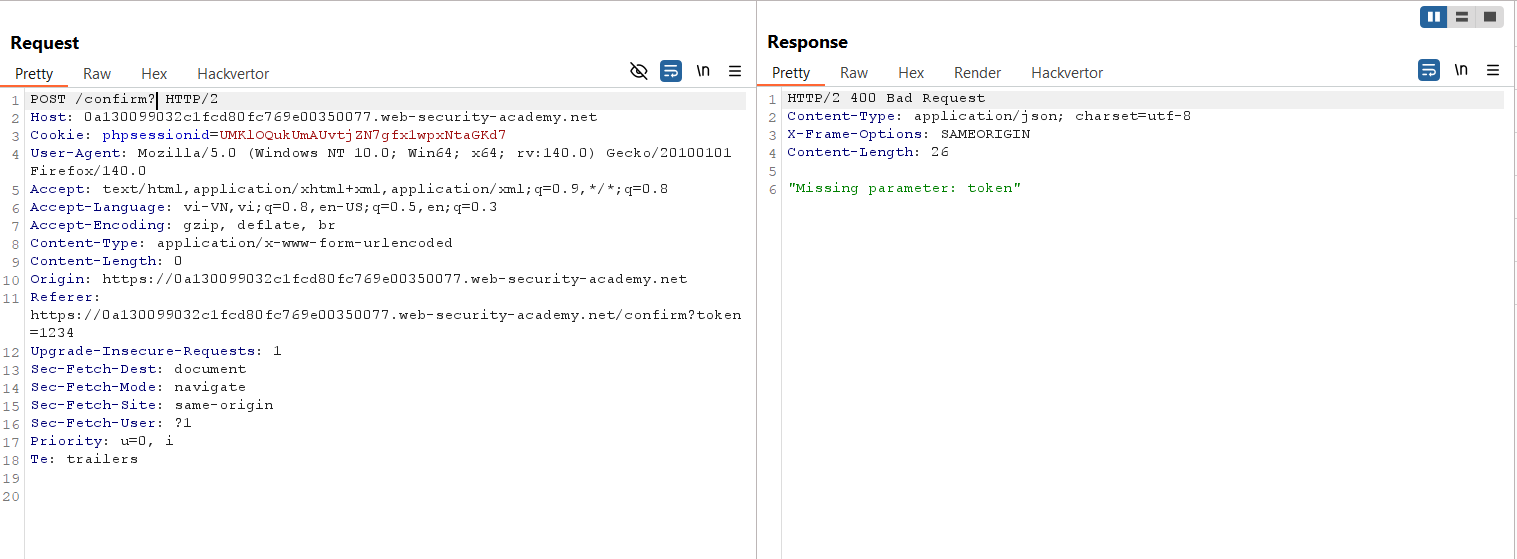 Request
Pretty Raw Hex Hackvertor \n
1 POST /confirm? HTTP/2
2 Host: 0a130099032c1fcd80fc769e00350077.web-security-academy.net
3 Cookie: phpsessionid=UMKlOQukUmAUvtjZN7gfxlwpxNtaGKd7
4 User-Agent: Mozilla/5.0 (Windows NT 10.0; Win64; x64; rv:140.0) Gecko/20100101
Firefox/140.0
5 Accept: text/html,application/xhtml+xml,application/xml;q=0.9,*/*;q=0.8
6 Accept-Language: vi-VN,vi;q=0.8,en-US;q=0.5,en;q=0.3
7 Accept-Encoding: gzip, deflate, br
8 Content-Type: application/x-www-form-urlencoded
9 Content-Length: 0
10 Origin: https://0a130099032c1fcd80fc769e00350077.web-security-academy.net
11 Referer:
https://0a130099032c1fcd80fc769e00350077.web-security-academy.net/confirm?token
=1234
12 Upgrade-Insecure-Requests: 1
13 Sec-Fetch-Dest: document
14 Sec-Fetch-Mode: navigate
15 Sec-Fetch-Site: same-origin
16 Sec-Fetch-User: ?1
17 Priority: u=0, i
18 Te: trailers
19
20
Response
Pretty Raw Hex Render Hackvertor \n
1 HTTP/2 400 Bad Request
2 Content-Type: application/json; charset=utf-8
3 X-Frame-Options: SAMEORIGIN
4 Content-Length: 26
5
6 "Missing parameter: token"